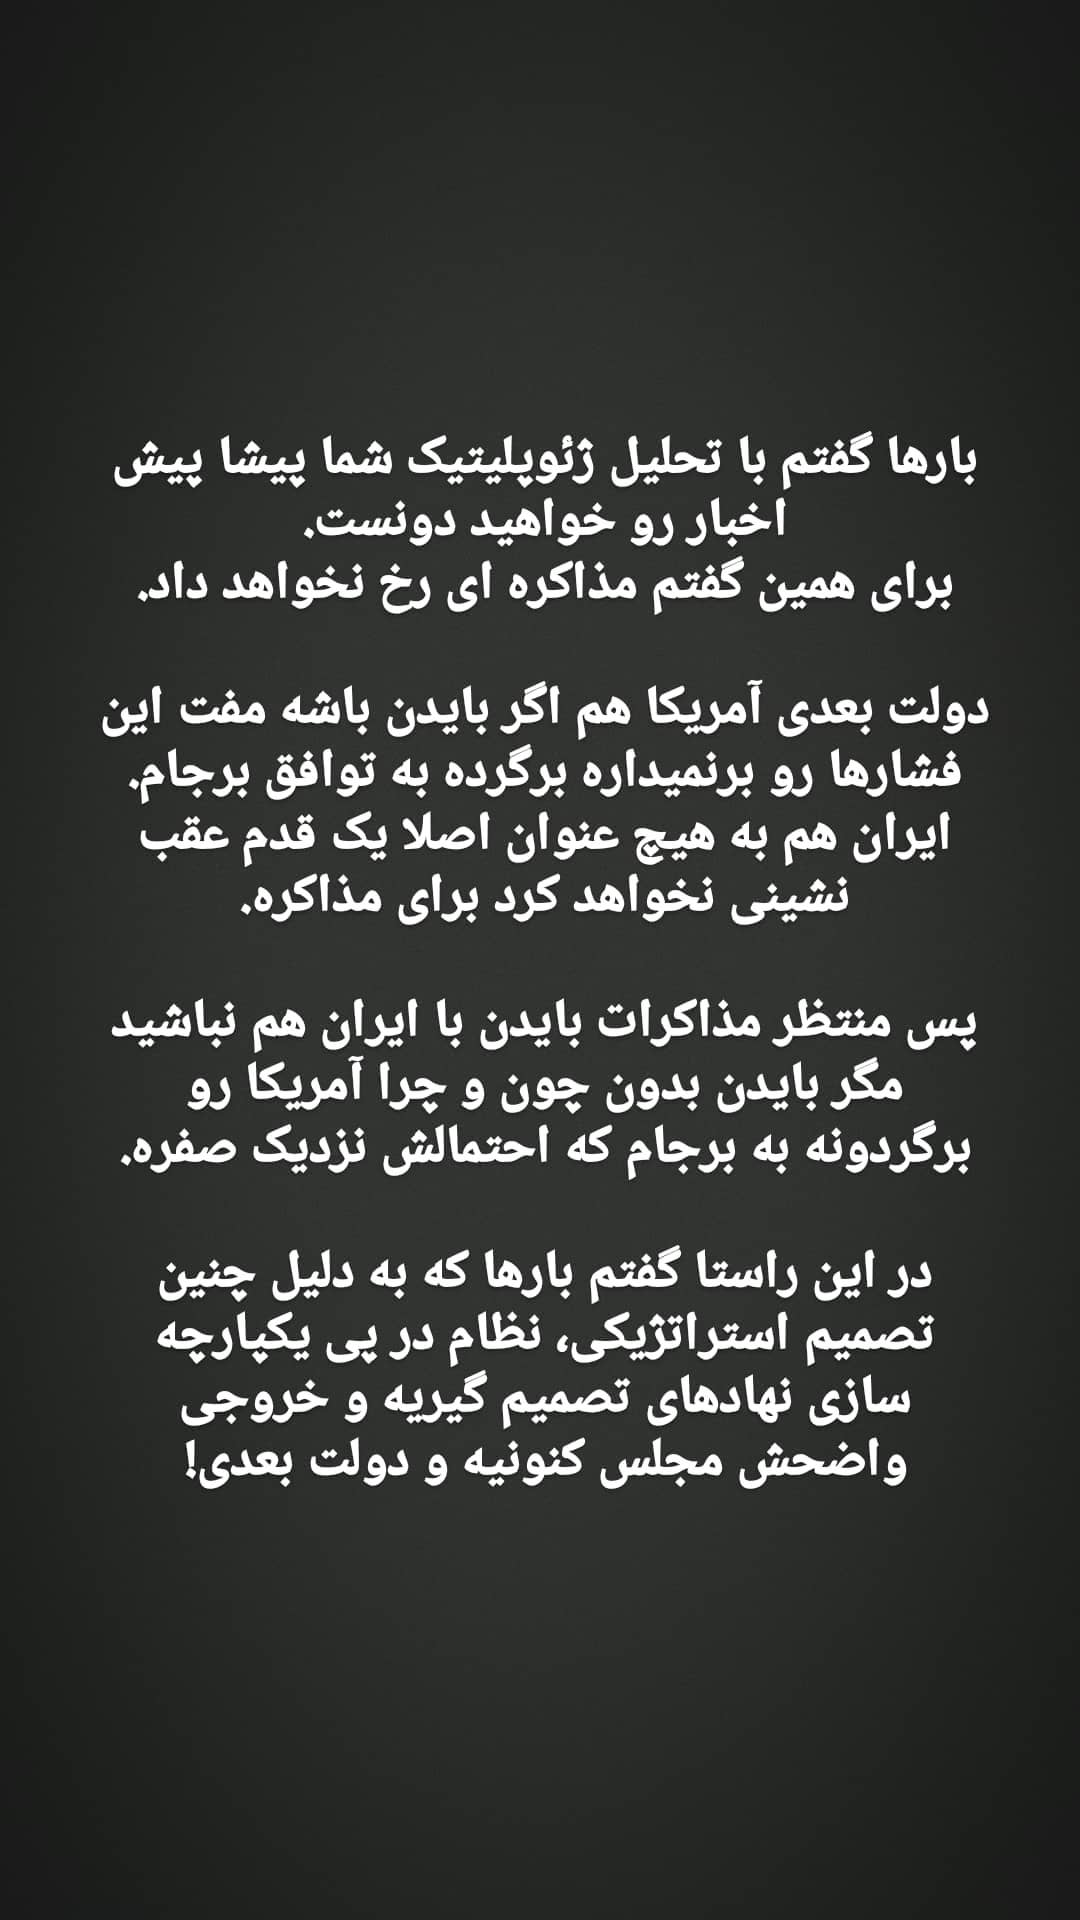 بارها گفتم با تحلیل ژئوپلیتیک شما پیشا پیش
اخبار رو خواهید دونست.
برای همین گفتم مذاکره ای رخ نخواهد داد.
دولت بعدی آمریکا هم اگر بایدن باشه مفت این
فشارها رو برنمیداره برگرده به توافق برجام.
ایران هم به هیچ عنوان اصلا یک قدم عقب
نشینی نخواهد کرد برای مذاکره.
پس منتظر مذاکرات بایدن با ایران هم نباشید
مگر بایدن بدون چون و چرا آمریکا رو
برگردونه به برجام که احتمالش نزدیک صفره.
در این راستا گفتم بارها که به دلیل چنین
تصمیم استراتژیکی، نظام در پی یکپارچه
سازی نهادهای تصمیم گیریه و خروجی
واضحش مجلس کنونیه و دولت بعدی!